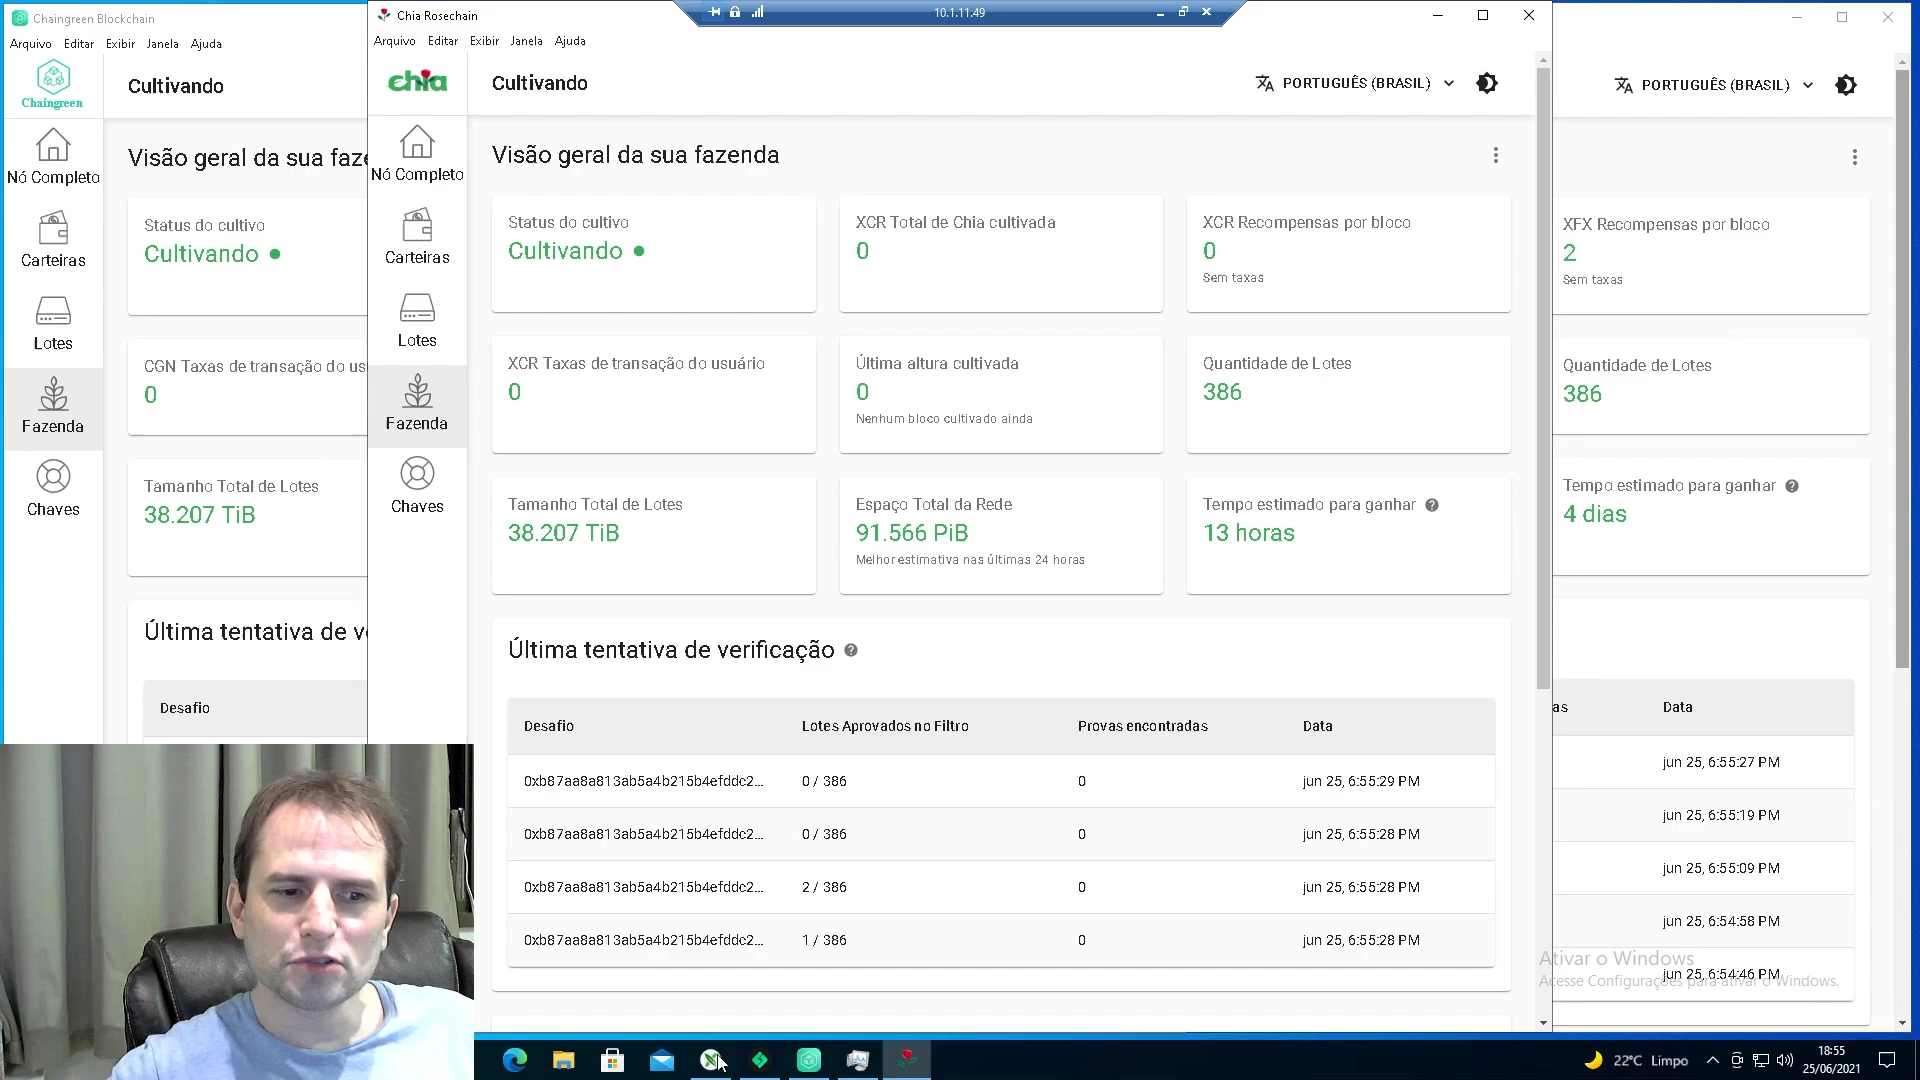 Chaingreen Blockchain
Arquivo Editar Exibir Janela Ajuda
Chaingreen
Cultivando
Nó Completo
Carteiras
Lotes
Fazenda
Chaves
Visão geral da sua faze
Status do cultivo
Cultivando
CGN Taxas de transação do us
0
Tamanho Total de Lotes
38.207 TiB
Última tentativa de v
Desafio
Chia Rosechain
10.1.11.49
Arquivo Editar Exibir Janela Ajuda
chia
Cultivando
PORTUGUÊS (BRASIL)
Nó Completo
Carteiras
Lotes
Fazenda
Chaves
Visão geral da sua fazenda
Status do cultivo
Cultivando
XCR Total de Chia cultivada
0
XCR Recompensas por bloco
0
Sem taxas
XCR Taxas de transação do usuário
0
Última altura cultivada
0
Nenhum bloco cultivado ainda
Quantidade de Lotes
386
Tamanho Total de Lotes
38.207 TiB
Espaço Total da Rede
91.566 PiB
Melhor estimativa nas últimas 24 horas
Tempo estimado para ganhar
13 horas
Última tentativa de verificação
Desafio Lotes Aprovados no Filtro Provas encontradas Data
0xb87aa8a813ab5a4b215b4efddc2... 0 / 386 0 jun 25, 6:55:29 PM
0xb87aa8a813ab5a4b215b4efddc2... 0 / 386 0 jun 25, 6:55:28 PM
0xb87aa8a813ab5a4b215b4efddc2... 2 / 386 0 jun 25, 6:55:28 PM
0xb87aa8a813ab5a4b215b4efddc2... 1 / 386 0 jun 25, 6:55:28 PM
PORTUGUÊS (BRASIL)
XFX Recompensas por bloco
2
Sem taxas
Quantidade de Lotes
386
Tempo estimado para ganhar
4 dias
as Data
jun 25, 6:55:27 PM
jun 25, 6:55:19 PM
jun 25, 6:55:09 PM
jun 25, 6:54:58 PM
jun 25, 6:54:46 PM
Ativar o Windows
Acesse Configurações para ativar o Windows.
22°C Limpo
18:55
25/06/2021